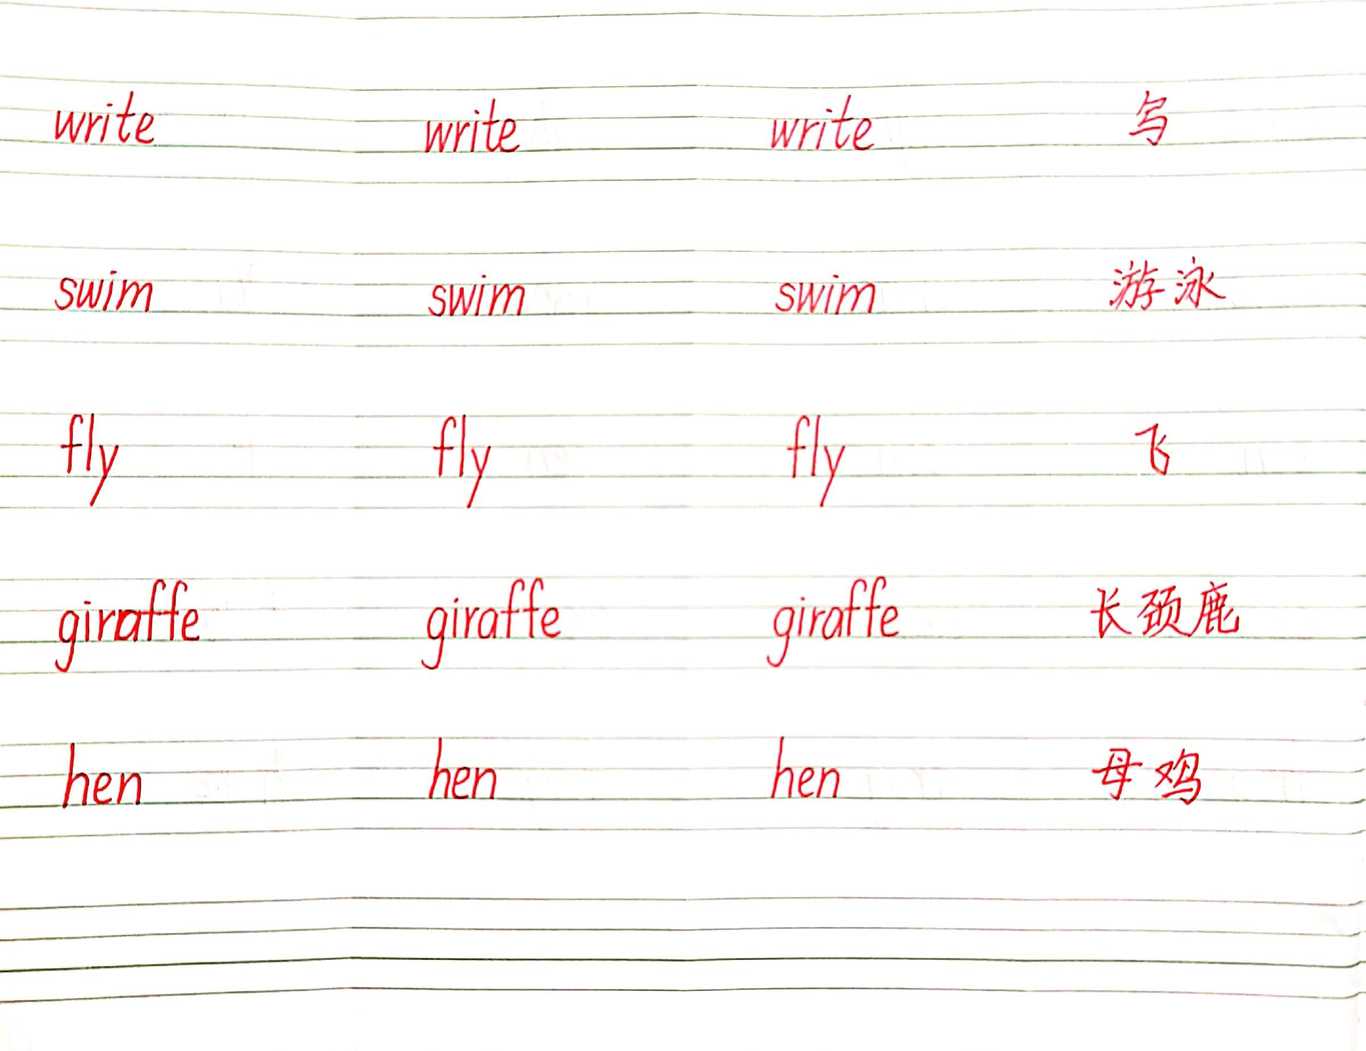 write write write 写
swim swim swim 游泳
fly fly fly 飞
giraffe giraffe giraffe 长颈鹿
hen hen hen 母鸡